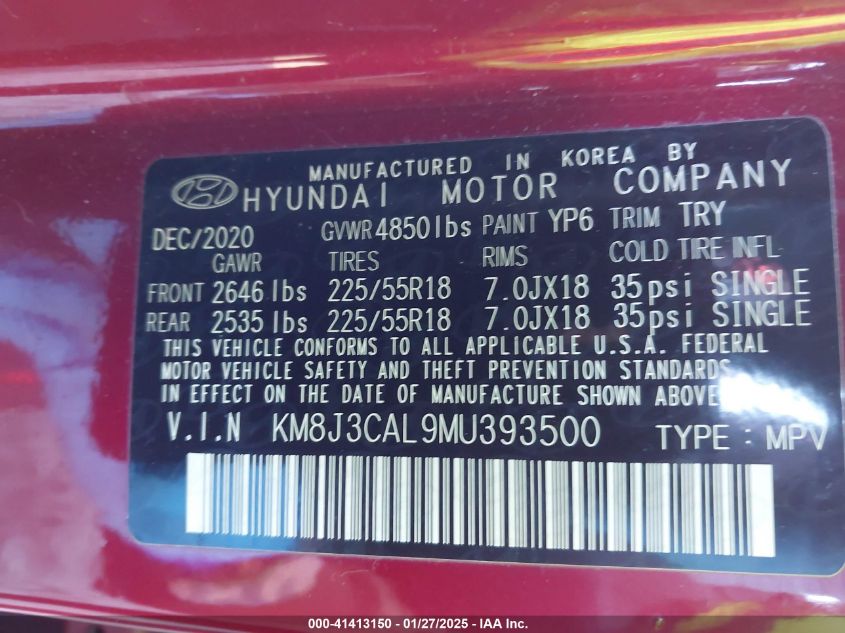 MANUFACTURED IN KOREA BY
HYUNDAI MOTOR COMPANY
DEC/2020 GVWR 4850 lbs PAINT YP6 TRIM TRY
GAWR TIRES RIMS COLD TIRE INFL
FRONT 2646 lbs 225/55R18 7.0JX18 35psi SINGLE
REAR 2535 lbs 225/55R18 7.0JX18 35psi SINGLE
THIS VEHICLE CONFORMS TO ALL APPLICABLE U.S.A. FEDERAL
MOTOR VEHICLE SAFETY AND THEFT PREVENTION STANDARDS
IN EFFECT ON THE DATE OF MANUFACTURE SHOWN ABOVE.
V.I.N KM8J3CAL9MU393500 TYPE : MPV
000-41413150 - 01/27/2025 - IAAI.COM